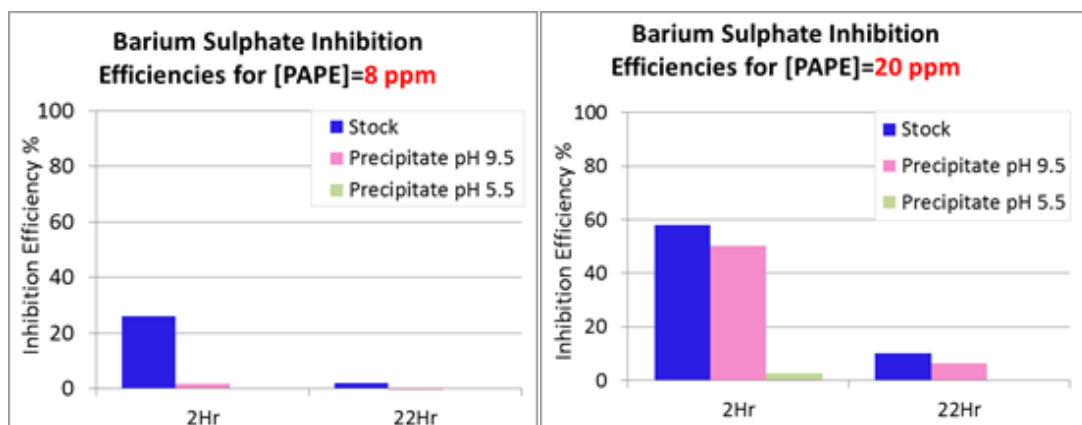 Barium Sulphate Inhibition
Efficiencies for [PAPE]=8 ppm
Inhibition Efficiency %
100
80
60
40
20
0
Stock
Precipitate pH 9.5
Precipitate pH 5.5
2Hr
22Hr
Barium Sulphate Inhibition
Efficiencies for [PAPE]=20 ppm
Inhibition Efficiency %
100
80
60
40
20
0
Stock
Precipitate pH 9.5
Precipitate pH 5.5
2Hr
22Hr